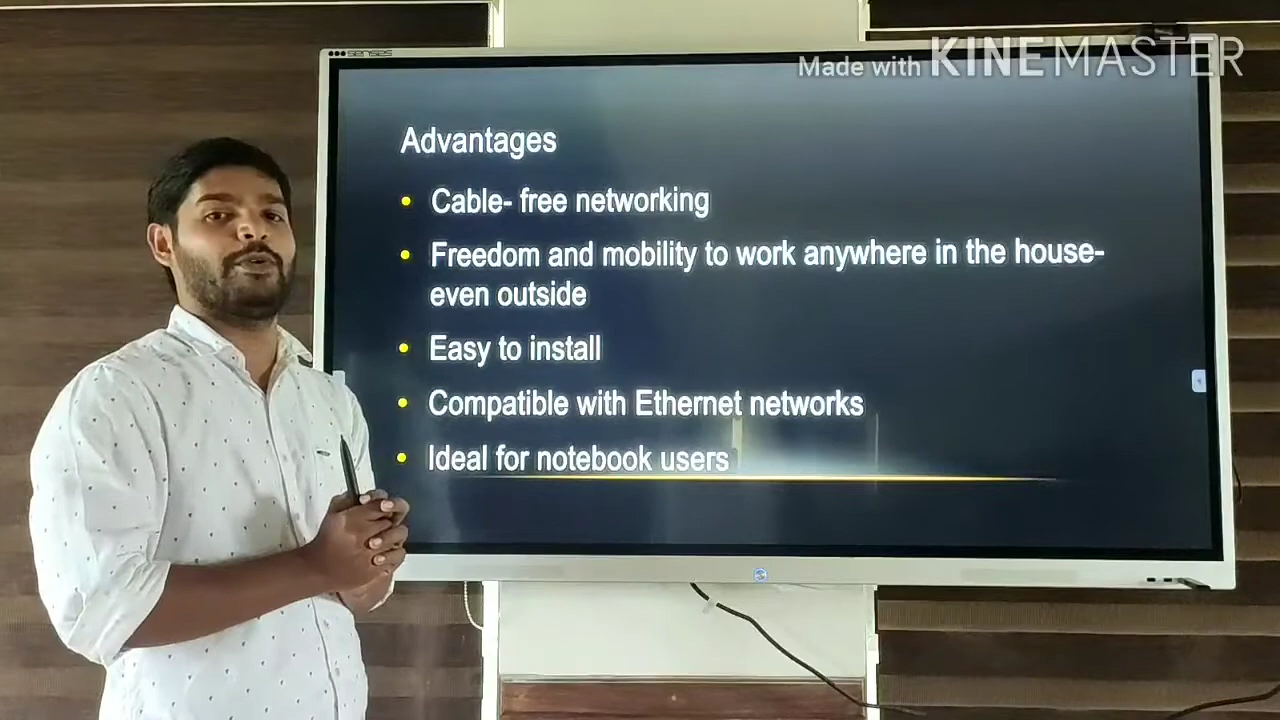 Made with KINEMASTER
Advantages
• Cable- free networking
• Freedom and mobility to work anywhere in the house-
even outside
• Easy to install
• Compatible with Ethernet networks
• Ideal for notebook users